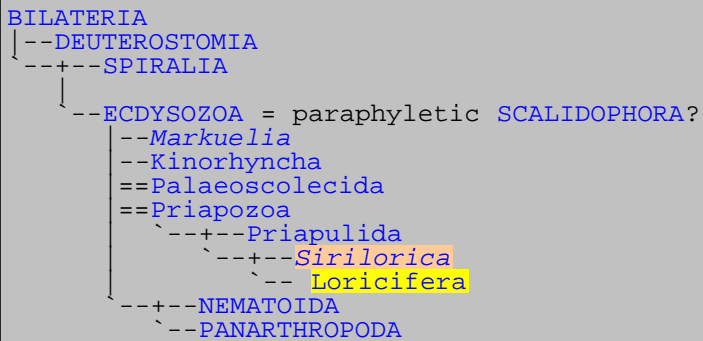 BILATERIA
|--DEUTEROSTOMIA
`--+--SPIRALIA
   |
   `--ECDYSOZOA = paraphyletic SCALIDOPHORA?
      |--Markuelia
      |--Kinorhyncha
      |==Palaeoscolecida
      |==Priapozoa
      |  `--+--Priapulida
      |     `--+--Sirilorica
      |        `-- Loricifera
      `--+--NEMATOIDA
         `--PANARTHROPODA